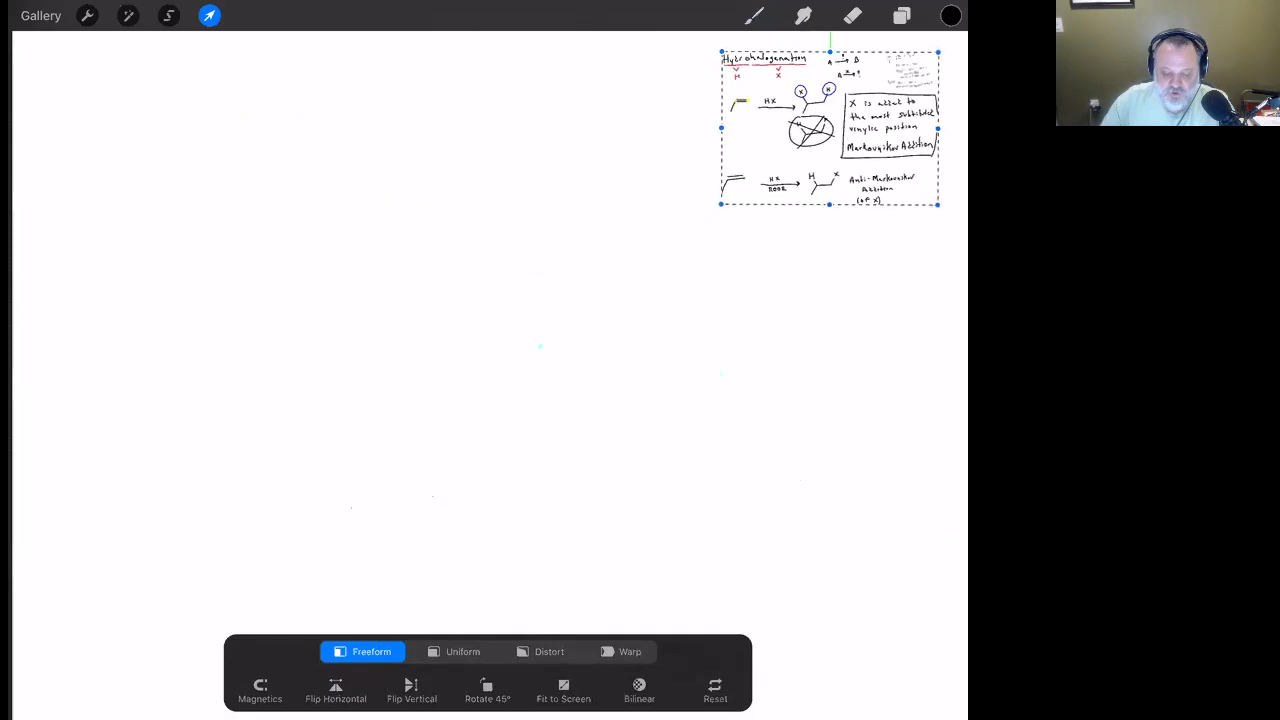 Gallery
S
Hydrohalogenation
H X
A → B
A → ?
HX
X H
H
X is added to
the most substituted
vinylic position
Markovnikov Addition
HX
ROOR
H X
Anti-Markovnikov
Addition
(of X)
Freeform Uniform Distort Warp
Magnetics Flip Horizontal Flip Vertical Rotate 45° Fit to Screen Bilinear Reset